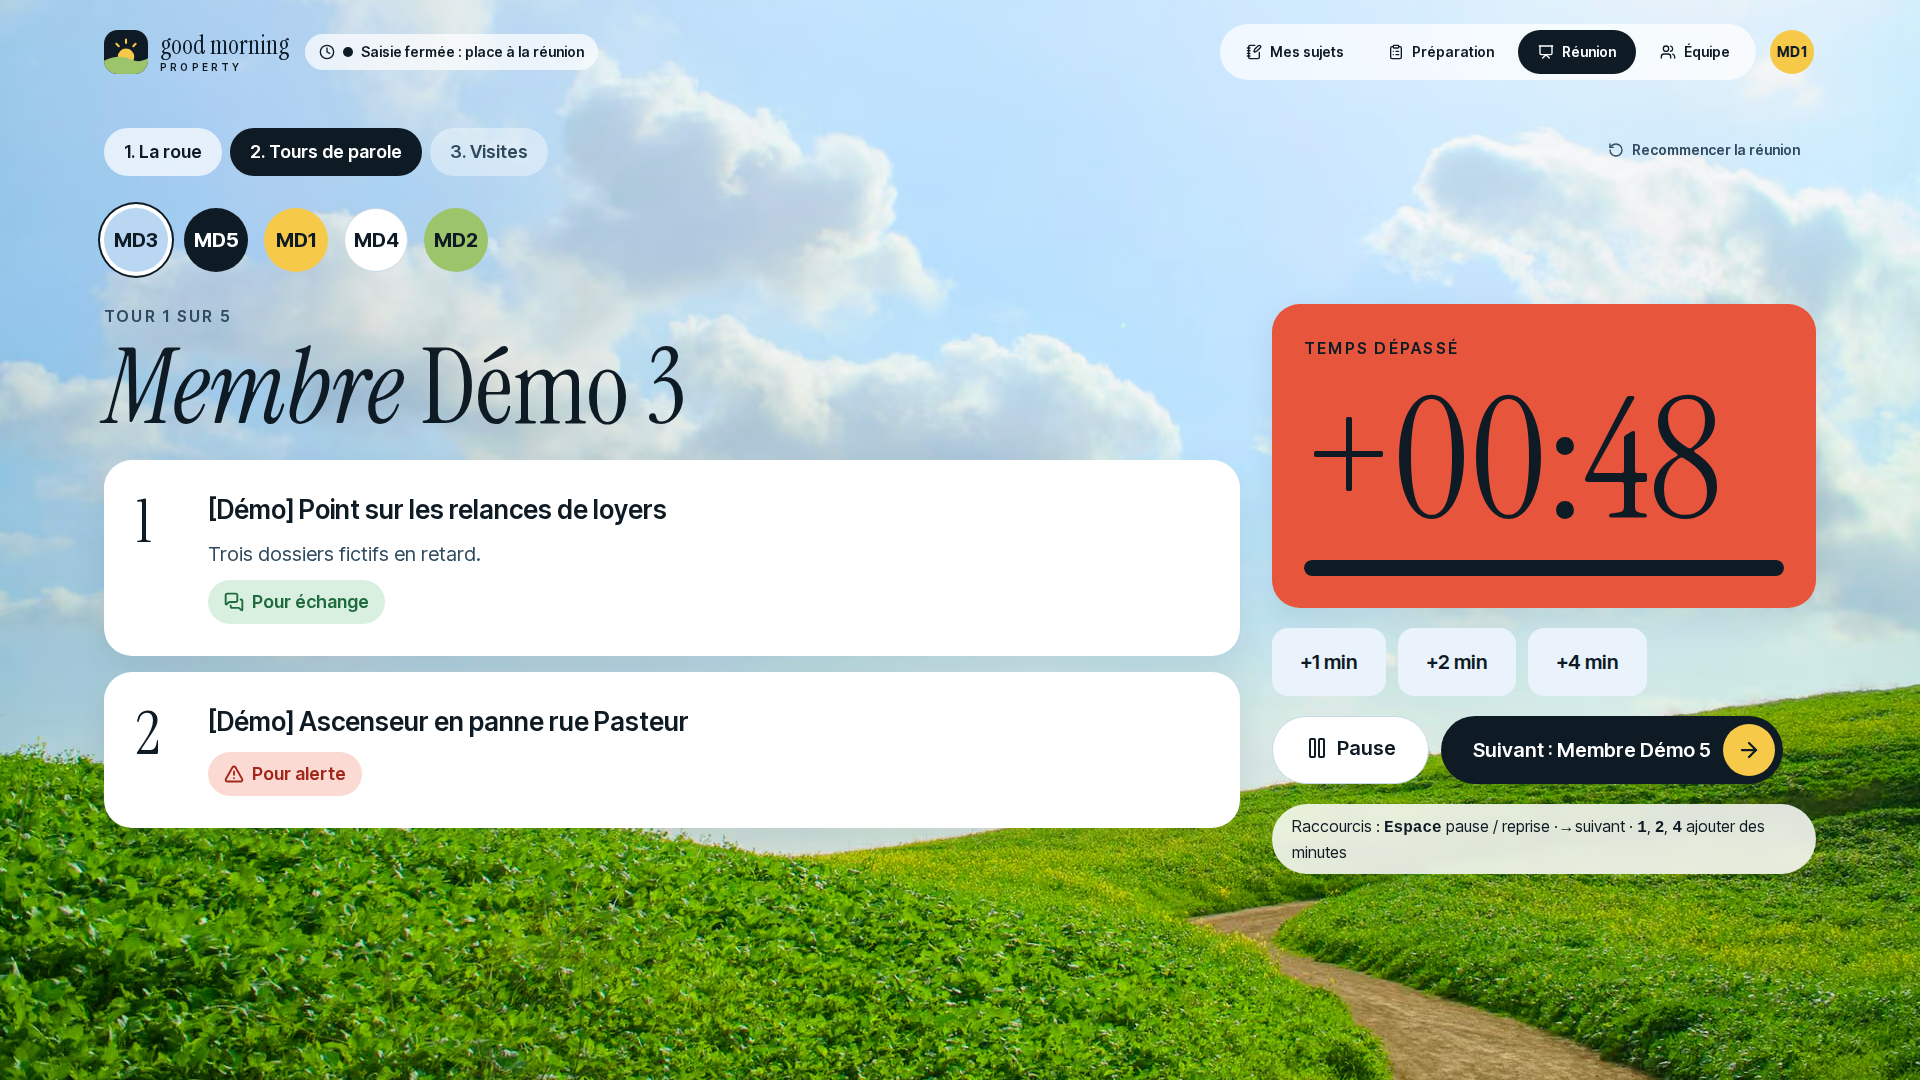 good morning
PROPERTY
Saisie fermée : place à la réunion
Mes sujets
Préparation
Réunion
Équipe
MD1
1. La roue
2. Tours de parole
3. Visites
Recommencer la réunion
MD3
MD5
MD1
MD4
MD2
TOUR 1 SUR 5
Membre Démo 3
1
[Démo] Point sur les relances de loyers
Trois dossiers fictifs en retard.
Pour échange
2
[Démo] Ascenseur en panne rue Pasteur
Pour alerte
TEMPS DÉPASSÉ
+00:48
+1 min
+2 min
+4 min
Pause
Suivant : Membre Démo 5
Raccourcis : Espace pause / reprise · → suivant · 1, 2, 4 ajouter des
minutes